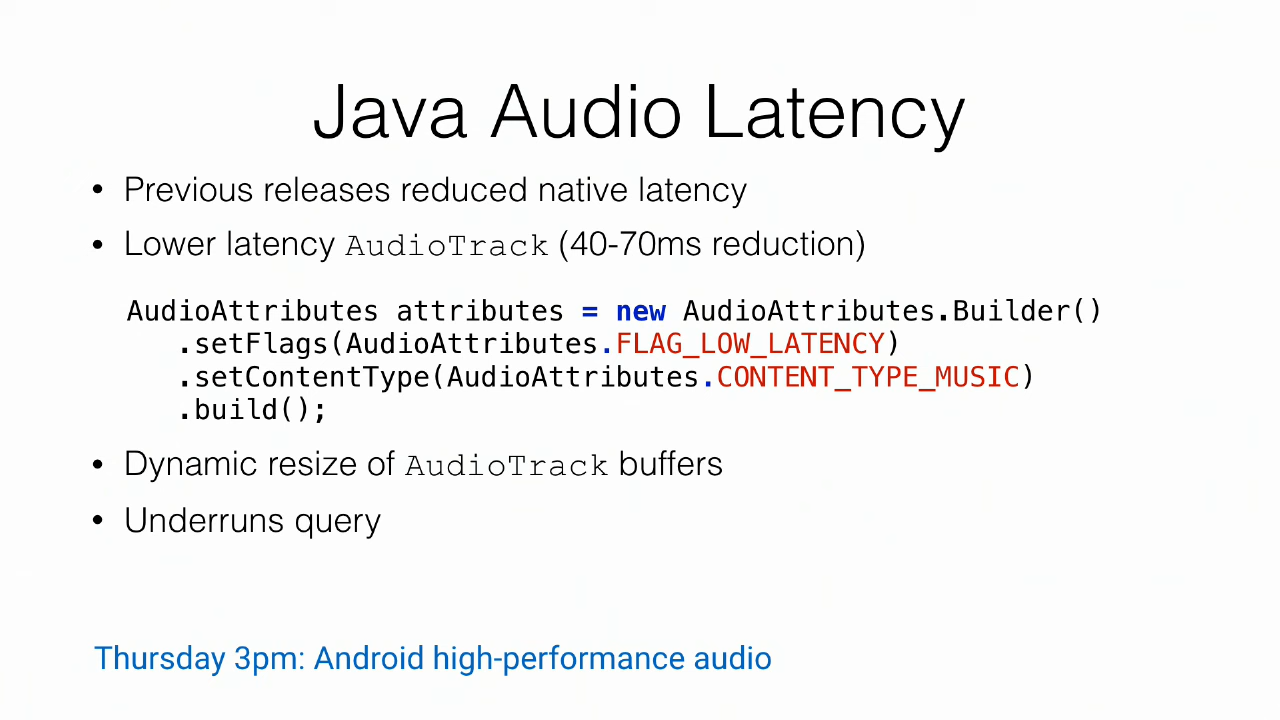 Java Audio Latency
• Previous releases reduced native latency
• Lower latency AudioTrack (40-70ms reduction)
AudioAttributes attributes = new AudioAttributes.Builder()
.setFlags(AudioAttributes.FLAG_LOW_LATENCY)
.setContentType(AudioAttributes.CONTENT_TYPE_MUSIC)
.build();
• Dynamic resize of AudioTrack buffers
• Underruns query
Thursday 3pm: Android high-performance audio